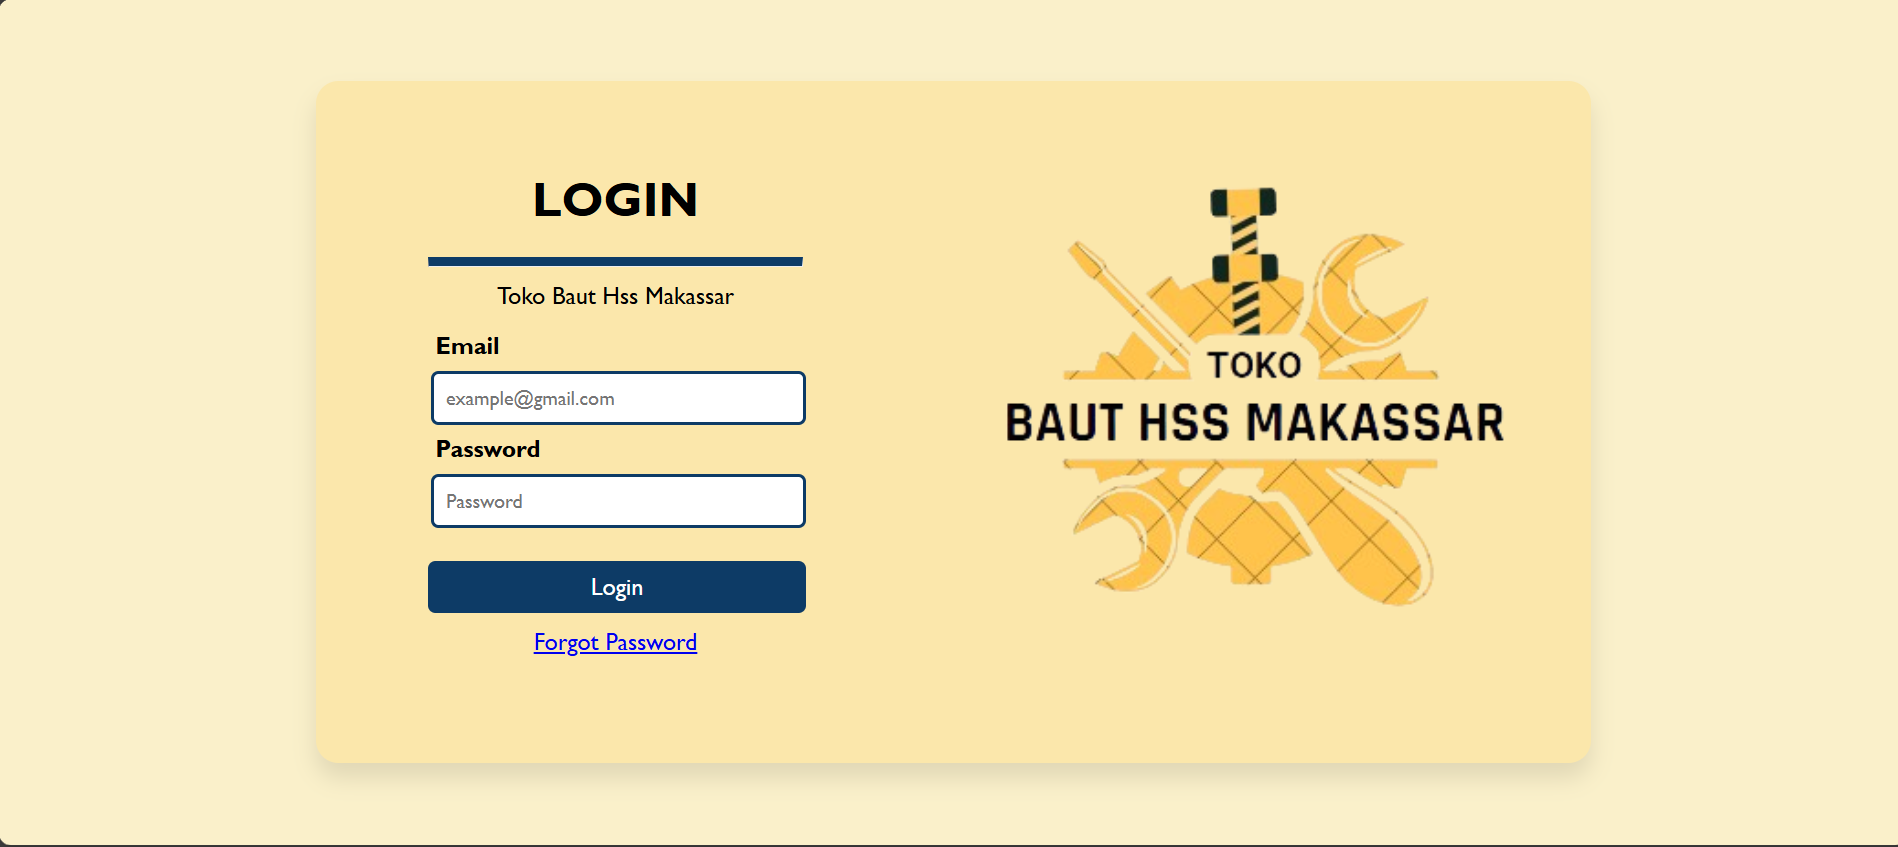 LOGIN
Toko Baut Hss Makassar
Email
example@gmail.com
Password
Password
Login
Forgot Password
TOKO
BAUT HSS MAKASSAR